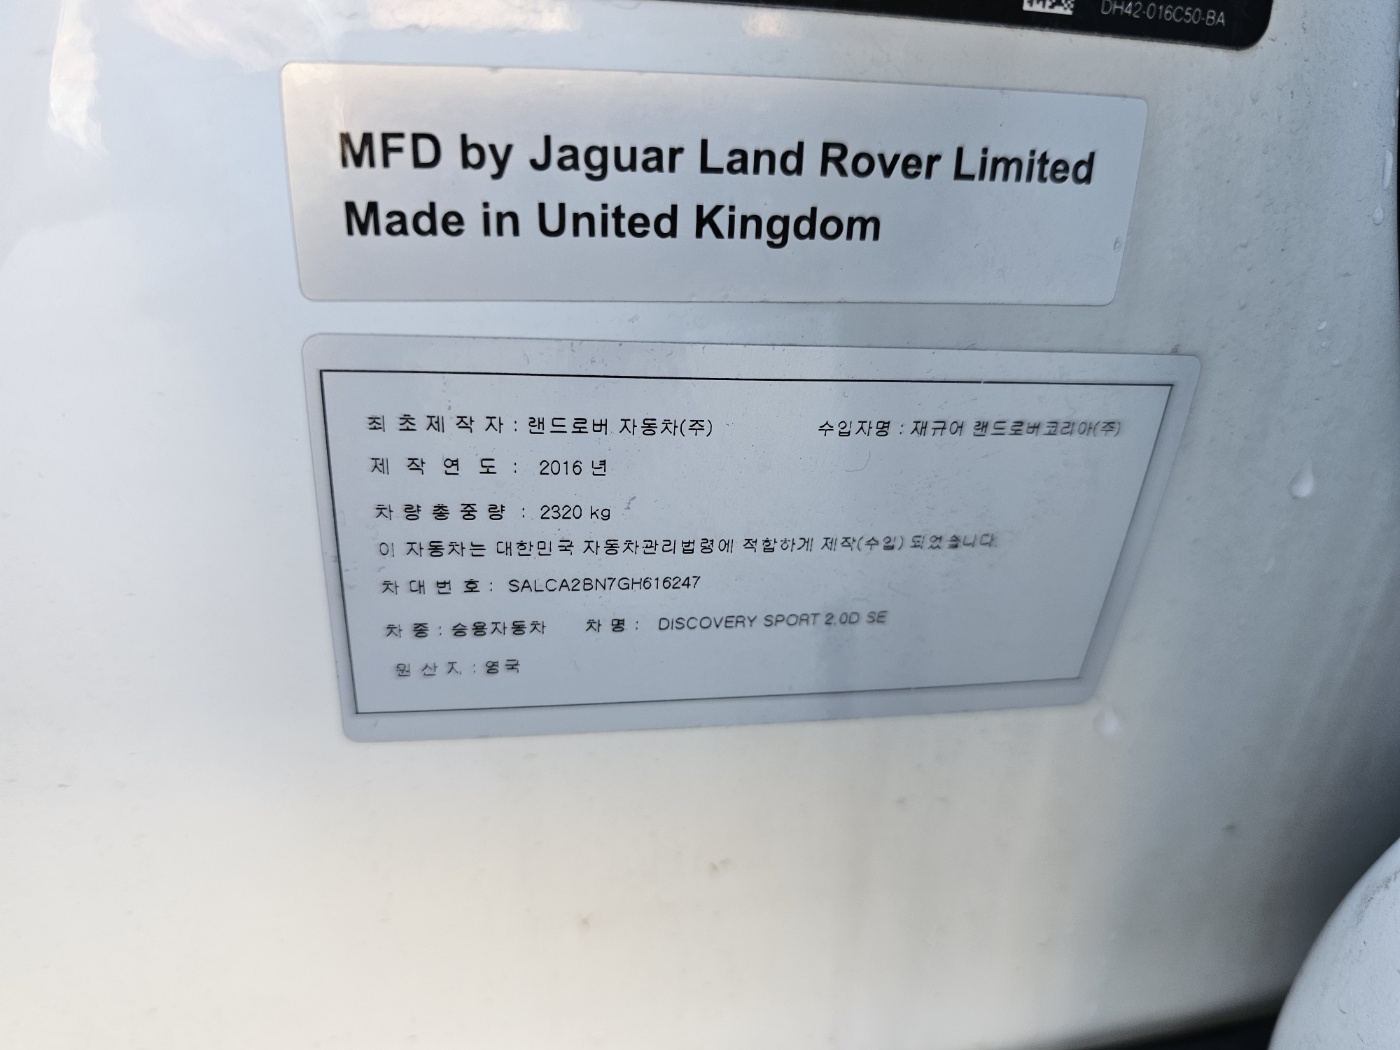 DH42-016C50-BA
MFD by Jaguar Land Rover Limited
Made in United Kingdom
최 초 제 작 자 : 랜드로버 자동차(주) 수입자명 : 재규어 랜드로버코리아(주)
제 작 연 도 : 2016 년
차 량 총 중 량 : 2320 kg
이 자동차는 대한민국 자동차관리법령에 적합하게 제작(수입) 되었습니다.
차 대 번 호 : SALCA2BN7GH616247
차 종 : 승용자동차 차 명 : DISCOVERY SPORT 2.0D SE
원 산 지 : 영국